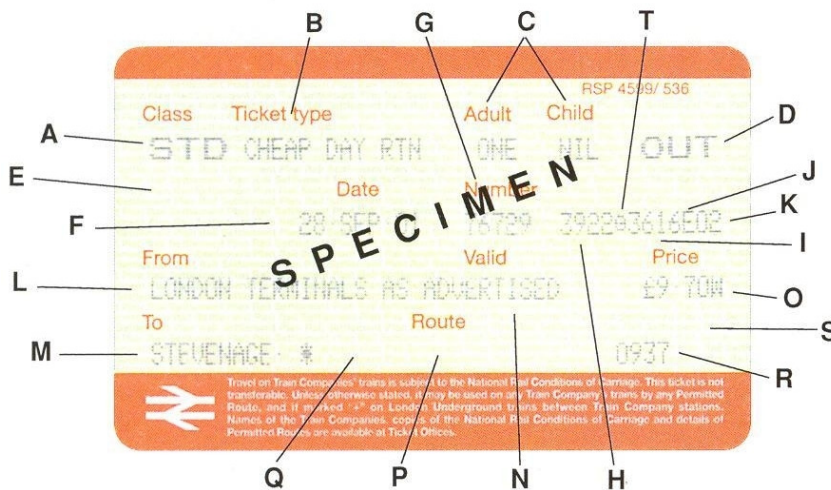 B G C T
RSP 4599/ 536
Class Ticket type Adult Child
A STD CHEAP DAY RTN ONE NIL OUT D
E Date Number J
F 28 SEP 16729 3922@3616E02 K
SPECIMEN
I
From Valid Price
L LONDON TERMINALS AS ADVERTISED £9·70W O
To Route S
M STEVENAGE * 0937 R
Travel on Train Companies' trains is subject to the National Rail Conditions of Carriage. This ticket is not
transferable. Unless otherwise stated, it may be used on any Train Company trains by any Permitted
Route, and if marked "+" on London Underground trains between Train Company stations.
Names of the Train Companies, copies of the National Rail Conditions of Carriage and details of
Permitted Routes are available at Ticket Offices.
Q P N H